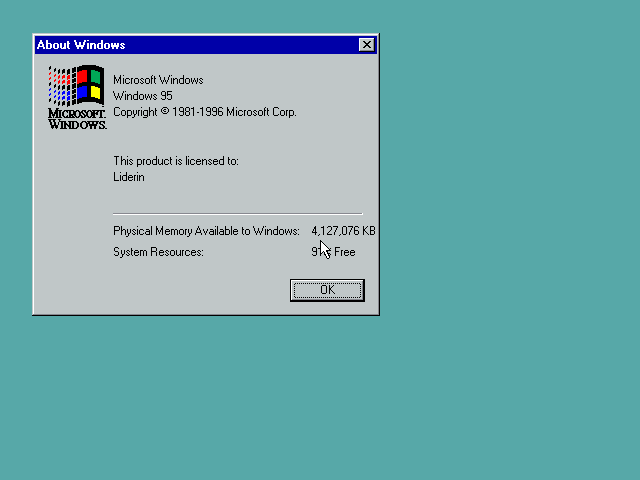 About Windows
MICROSOFT.
WINDOWS.
Microsoft Windows
Windows 95
Copyright © 1981-1996 Microsoft Corp.
This product is licensed to:
Liderin
Physical Memory Available to Windows: 4,127,076 KB
System Resources: Free
OK